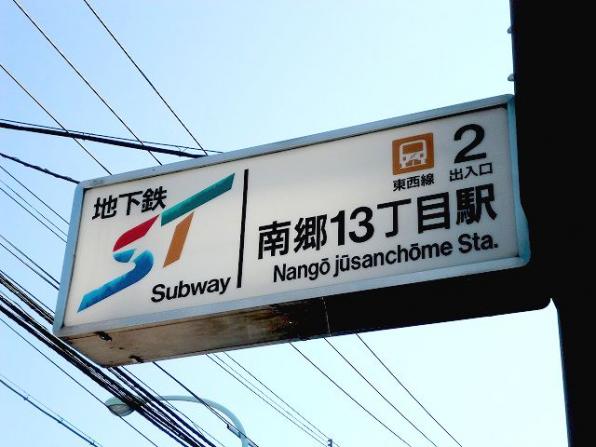 地下鉄
ST
Subway
東西線
2
出入口
南郷13丁目駅
Nangō jūsanchōme Sta.